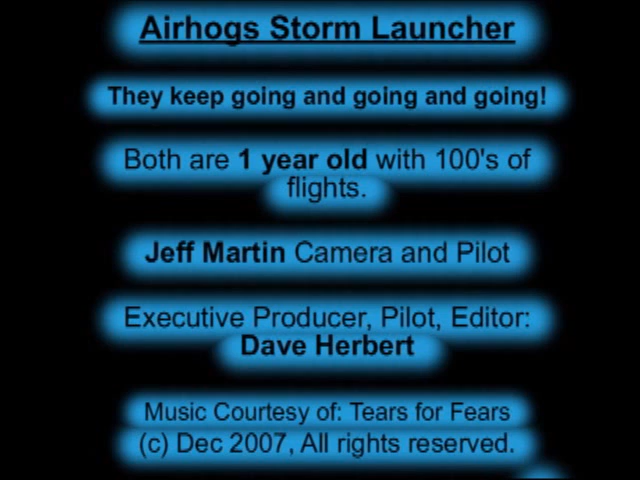 Airhogs Storm Launcher
They keep going and going and going!
Both are 1 year old with 100's of
flights.
Jeff Martin Camera and Pilot
Executive Producer, Pilot, Editor:
Dave Herbert
Music Courtesy of: Tears for Fears
(c) Dec 2007, All rights reserved.